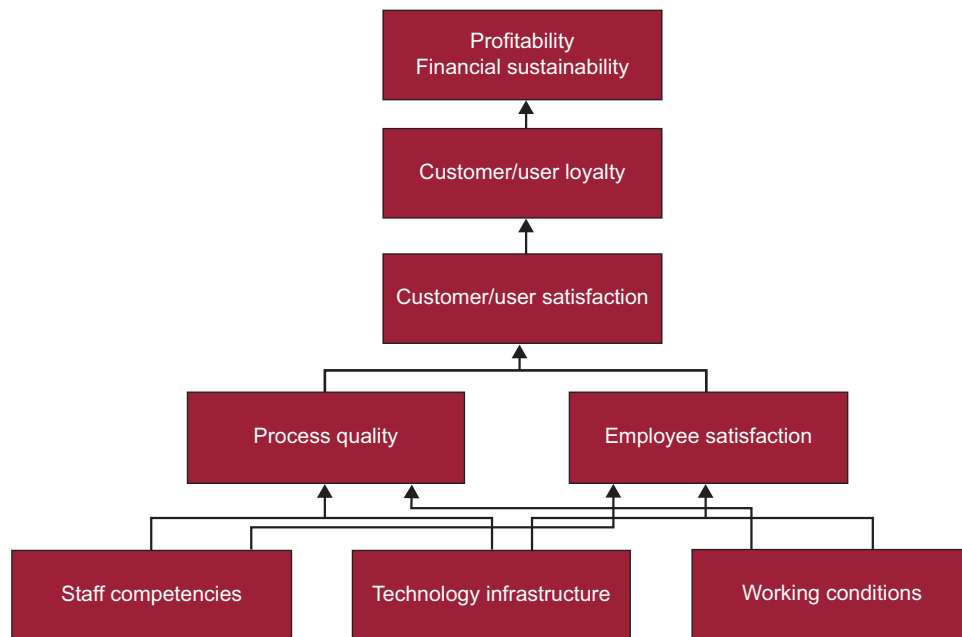 Profitability
Financial sustainability
Customer/user loyalty
Customer/user satisfaction
Process quality
Employee satisfaction
Staff competencies
Technology infrastructure
Working conditions